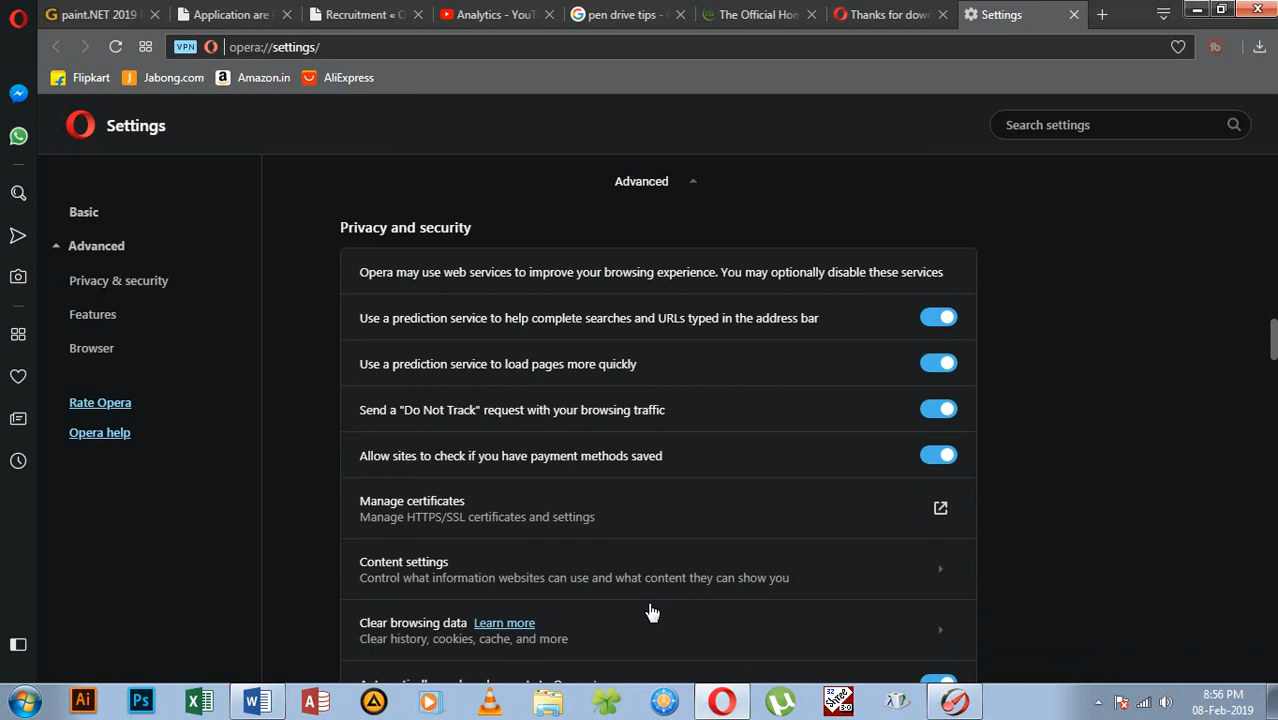 paint.NET 2019 F
Application are i
Recruitment < O
Analytics - YouT
pen drive tips -
The Official Hom
Thanks for down
Settings
VPN
opera://settings/
Flipkart
Jabong.com
Amazon.in
AliExpress
Settings
Search settings
Basic
Advanced
Privacy & security
Features
Browser
Rate Opera
Opera help
Advanced
Privacy and security
Opera may use web services to improve your browsing experience. You may optionally disable these services
Use a prediction service to help complete searches and URLs typed in the address bar
Use a prediction service to load pages more quickly
Send a "Do Not Track" request with your browsing traffic
Allow sites to check if you have payment methods saved
Manage certificates
Manage HTTPS/SSL certificates and settings
Content settings
Control what information websites can use and what content they can show you
Clear browsing data Learn more
Clear history, cookies, cache, and more
Ai
Ps
8:56 PM
08-Feb-2019